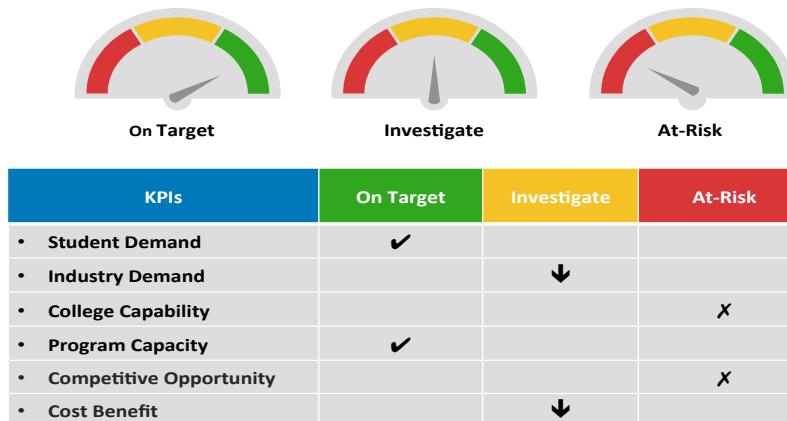 On Target Investigate At-Risk
KPIs On Target Investigate At-Risk
• Student Demand ✔
• Industry Demand 🡫
• College Capability ✗
• Program Capacity ✔
• Competitive Opportunity ✗
• Cost Benefit 🡫